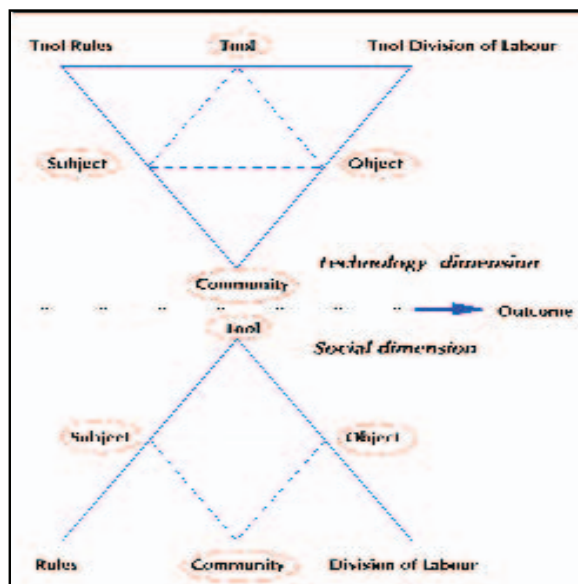 Tool Rules Tool Tool Division of Labour
Subject Object
Technology dimension
Community
Outcome
Tool
Social dimension
Subject Object
Rules Community Division of Labour